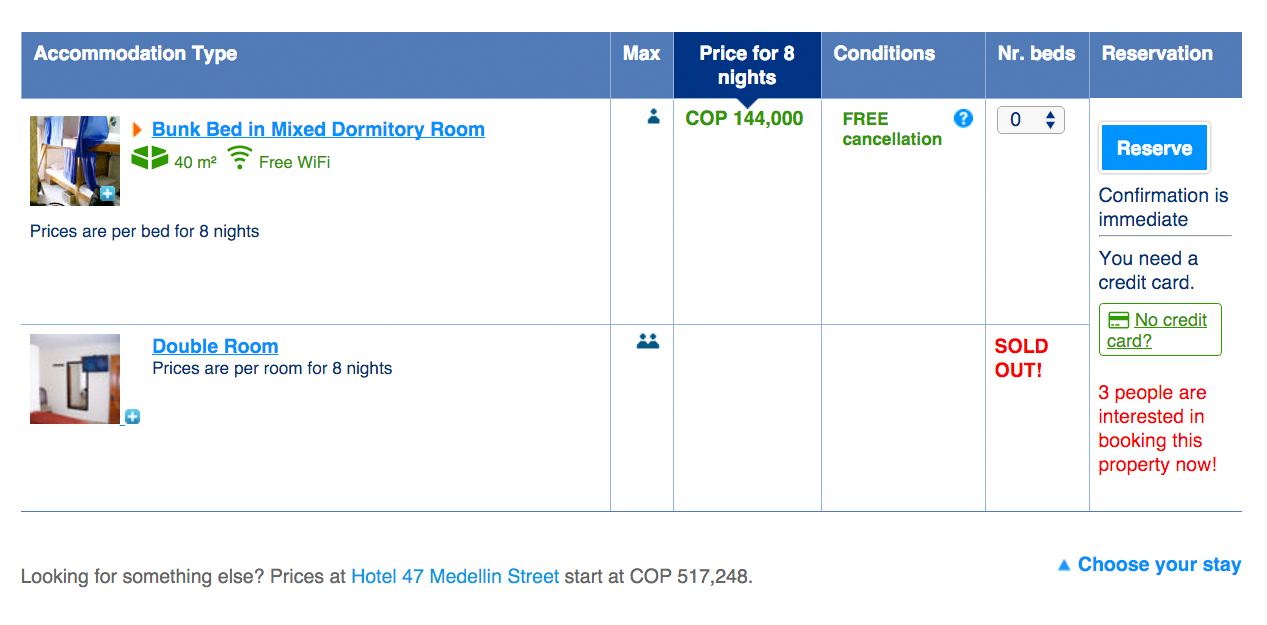 Accommodation Type
Max
Price for 8
nights
Conditions
Nr. beds
Reservation
Bunk Bed in Mixed Dormitory Room
40 m² Free WiFi
Prices are per bed for 8 nights
COP 144,000
FREE
cancellation
?
0
Reserve
Confirmation is
immediate
You need a
credit card.
No credit
card?
3 people are
interested in
booking this
property now!
Double Room
Prices are per room for 8 nights
SOLD
OUT!
Looking for something else? Prices at Hotel 47 Medellin Street start at COP 517,248.
Choose your stay